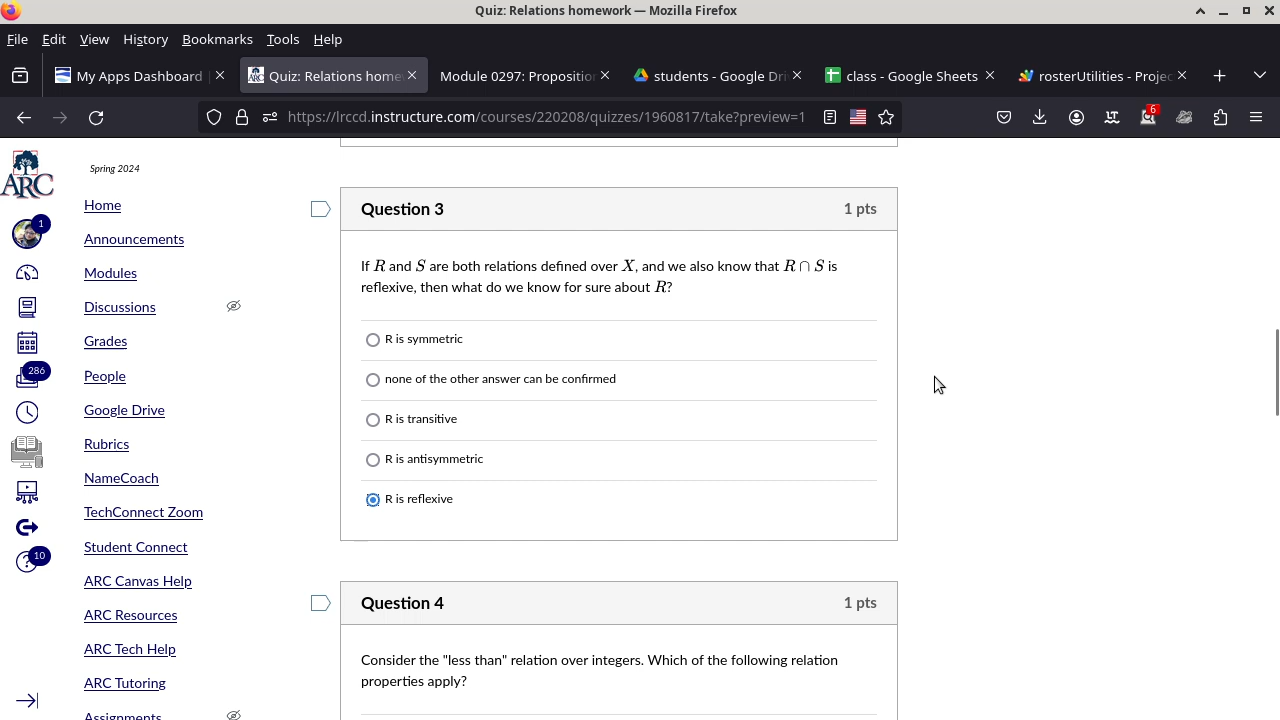 Quiz: Relations homework — Mozilla Firefox
File Edit View History Bookmarks Tools Help
My Apps Dashboard
Quiz: Relations home
Module 0297: Propositio
students - Google Dri
class - Google Sheets
rosterUtilities - Projec
https://lrccd.instructure.com/courses/220208/quizzes/1960817/take?preview=1
6
ARC
Spring 2024
Home
1
Announcements
Modules
Discussions
Grades
People
286
Google Drive
Rubrics
NameCoach
TechConnect Zoom
Student Connect
10
ARC Canvas Help
ARC Resources
ARC Tech Help
ARC Tutoring
Assignments
Question 3 1 pts
If R and S are both relations defined over X, and we also know that R ∩ S is
reflexive, then what do we know for sure about R?
R is symmetric
none of the other answer can be confirmed
R is transitive
R is antisymmetric
R is reflexive
Question 4 1 pts
Consider the "less than" relation over integers. Which of the following relation
properties apply?